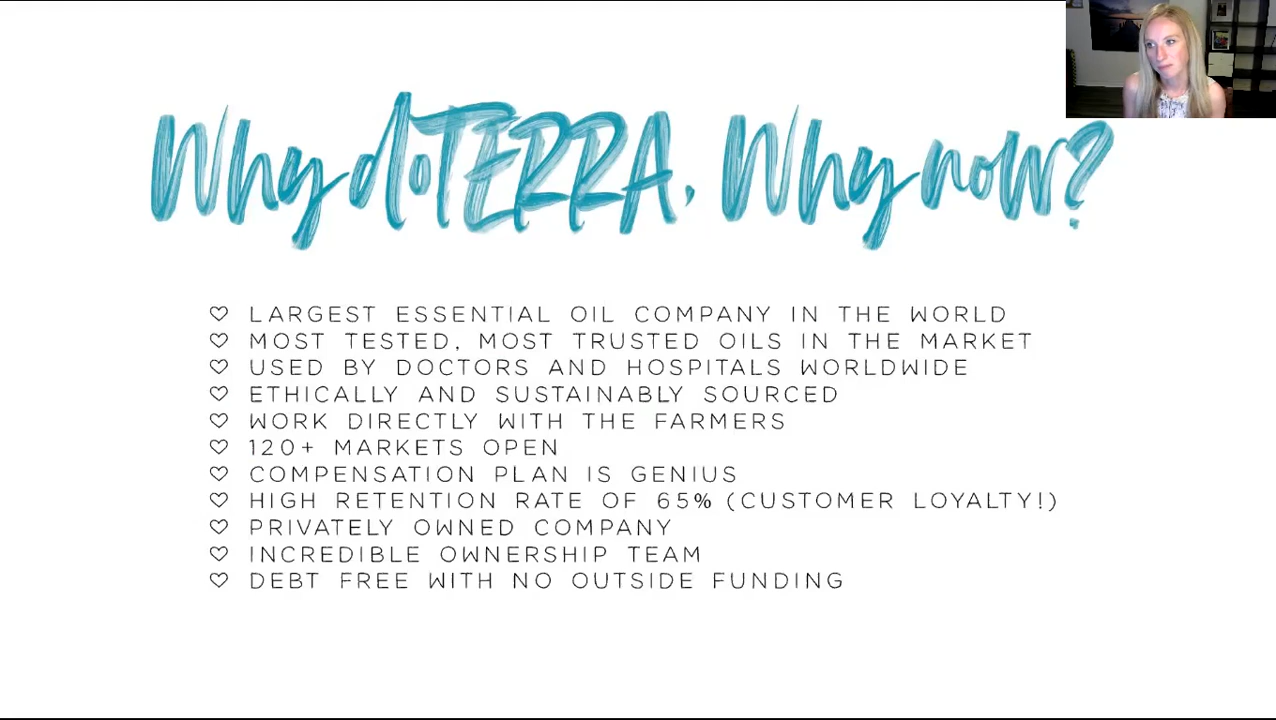 Why dōTERRA, Why now?
LARGEST ESSENTIAL OIL COMPANY IN THE WORLD
MOST TESTED, MOST TRUSTED OILS IN THE MARKET
USED BY DOCTORS AND HOSPITALS WORLDWIDE
ETHICALLY AND SUSTAINABLY SOURCED
WORK DIRECTLY WITH THE FARMERS
120+ MARKETS OPEN
COMPENSATION PLAN IS GENIUS
HIGH RETENTION RATE OF 65% (CUSTOMER LOYALTY!)
PRIVATELY OWNED COMPANY
INCREDIBLE OWNERSHIP TEAM
DEBT FREE WITH NO OUTSIDE FUNDING